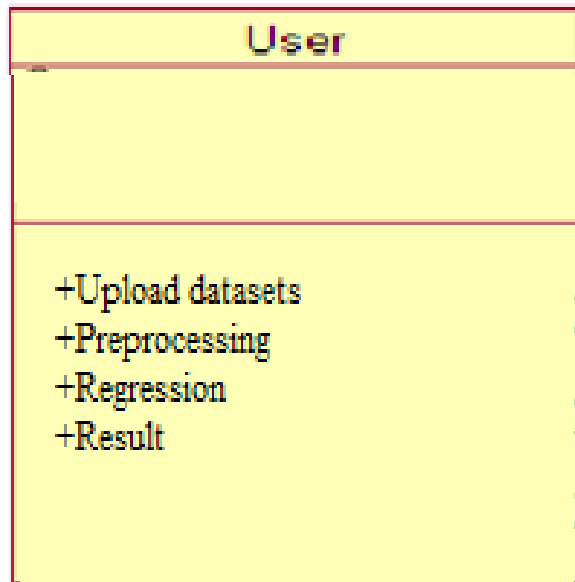 User
+Upload datasets
+Preprocessing
+Regression
+Result